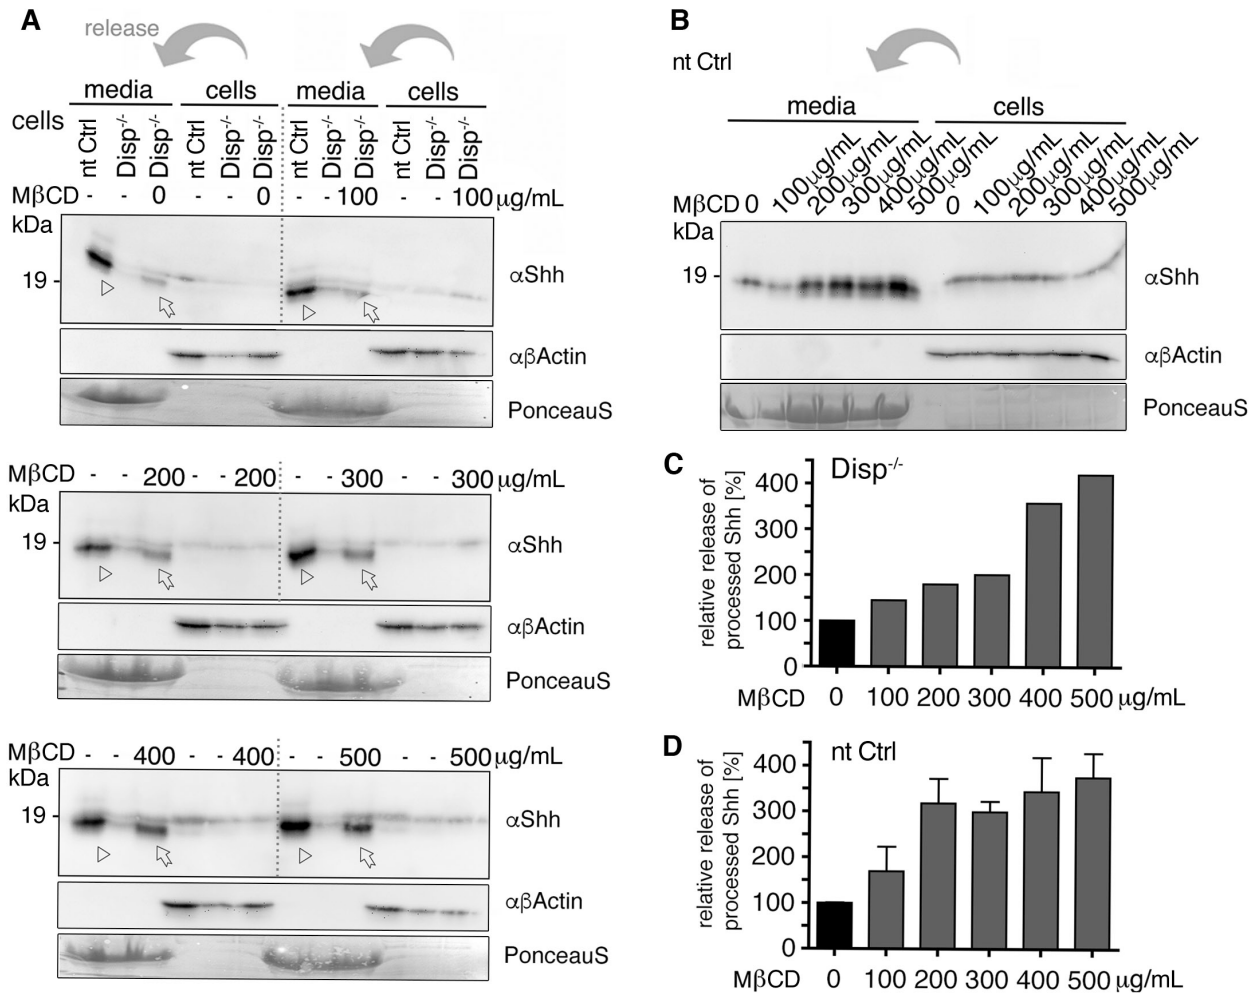 A
release
media cells media cells
cells nt Ctrl Disp-/- Disp-/- nt Ctrl Disp-/- Disp-/- nt Ctrl Disp-/- Disp-/- nt Ctrl Disp-/- Disp-/-
MβCD - - 0 - - 0 - - 100 - - 100 μg/mL
kDa
19 - αShh
αβActin
PonceauS
MβCD - - 200 - - 200 - - 300 - - 300 μg/mL
kDa
19 - αShh
αβActin
PonceauS
MβCD - - 400 - - 400 - - 500 - - 500 μg/mL
kDa
19 - αShh
αβActin
PonceauS
B
nt Ctrl
media cells
MβCD 0 100μg/mL 200μg/mL 300μg/mL 400μg/mL 500μg/mL 0 100μg/mL 200μg/mL 300μg/mL 400μg/mL 500μg/mL
kDa
19 - αShh
αβActin
PonceauS
C
Disp-/-
relative release of
processed Shh [%]
400
300
200
100
0
MβCD 0 100 200 300 400 500 μg/mL
D
nt Ctrl
relative release of
processed Shh [%]
400
300
200
100
0
MβCD 0 100 200 300 400 500 μg/mL